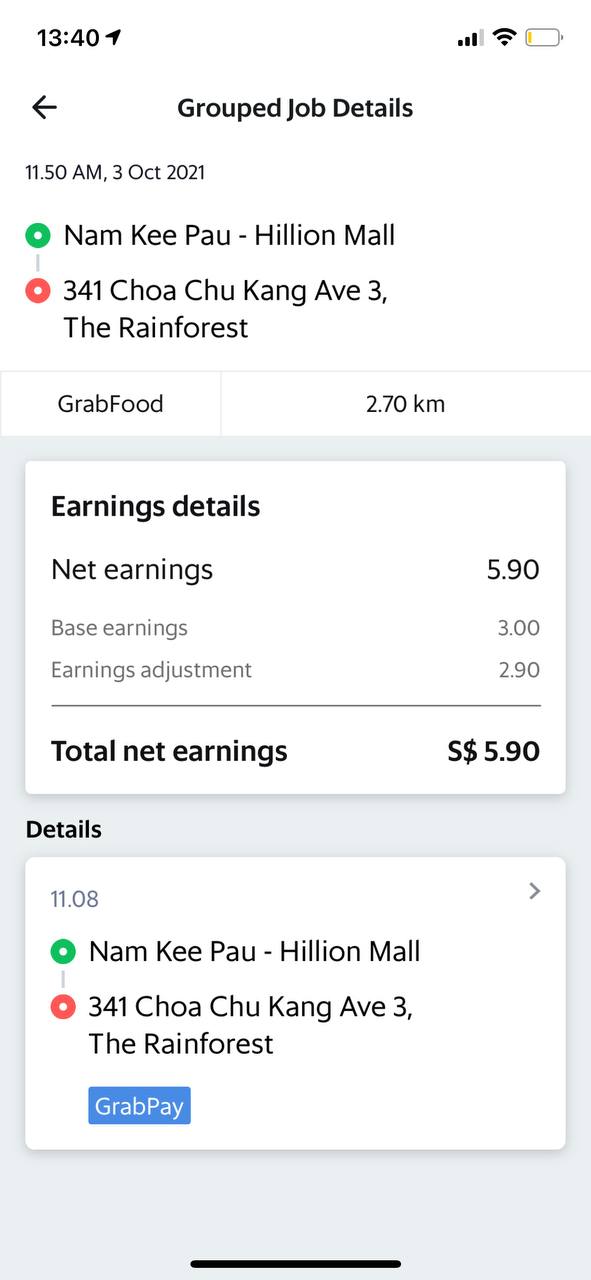 13:40
Grouped Job Details
11.50 AM, 3 Oct 2021
Nam Kee Pau - Hillion Mall
341 Choa Chu Kang Ave 3,
The Rainforest
GrabFood 2.70 km
Earnings details
Net earnings 5.90
Base earnings 3.00
Earnings adjustment 2.90
Total net earnings S$ 5.90
Details
11.08
Nam Kee Pau - Hillion Mall
341 Choa Chu Kang Ave 3,
The Rainforest
GrabPay